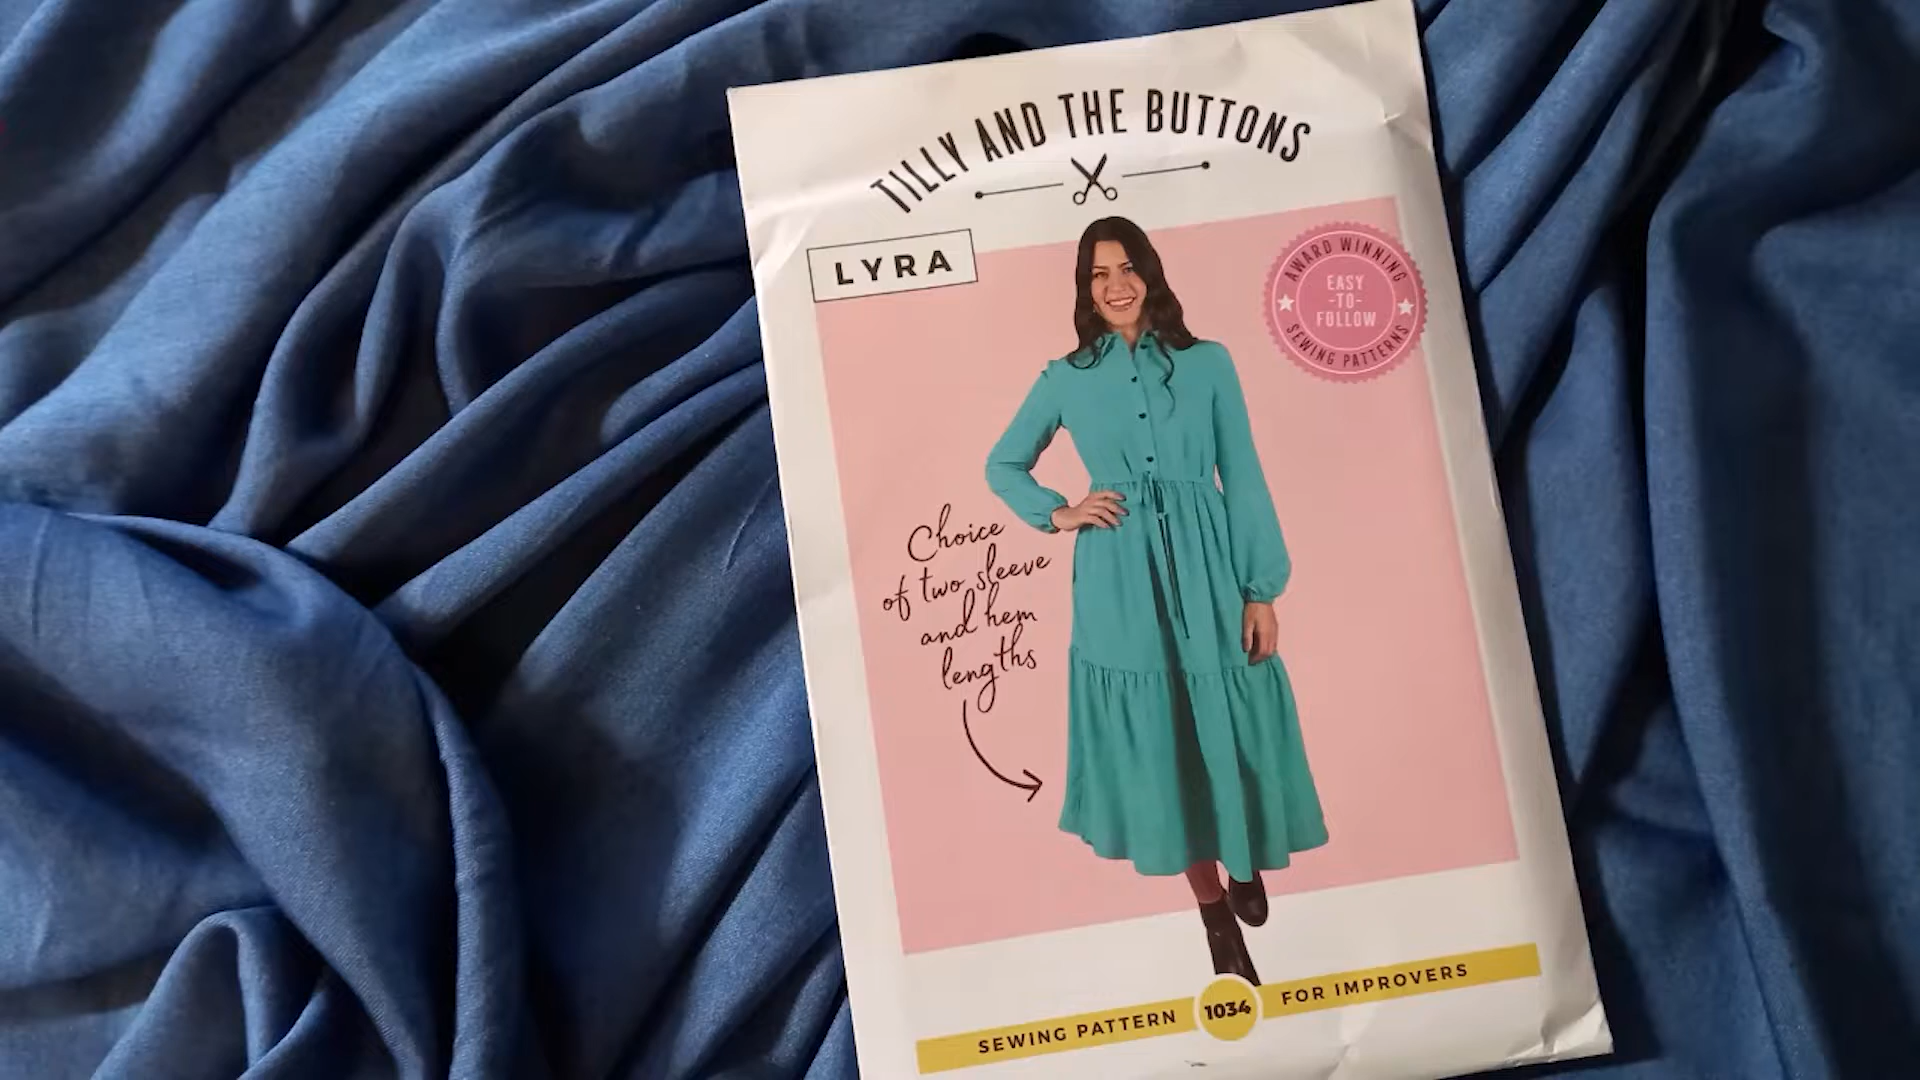 TILLY AND THE BUTTONS
LYRA
AWARD WINNING
EASY
-TO-
FOLLOW
SEWING PATTERNS
Choice
of two sleeve
and hem
lengths
SEWING PATTERN 1034 FOR IMPROVERS